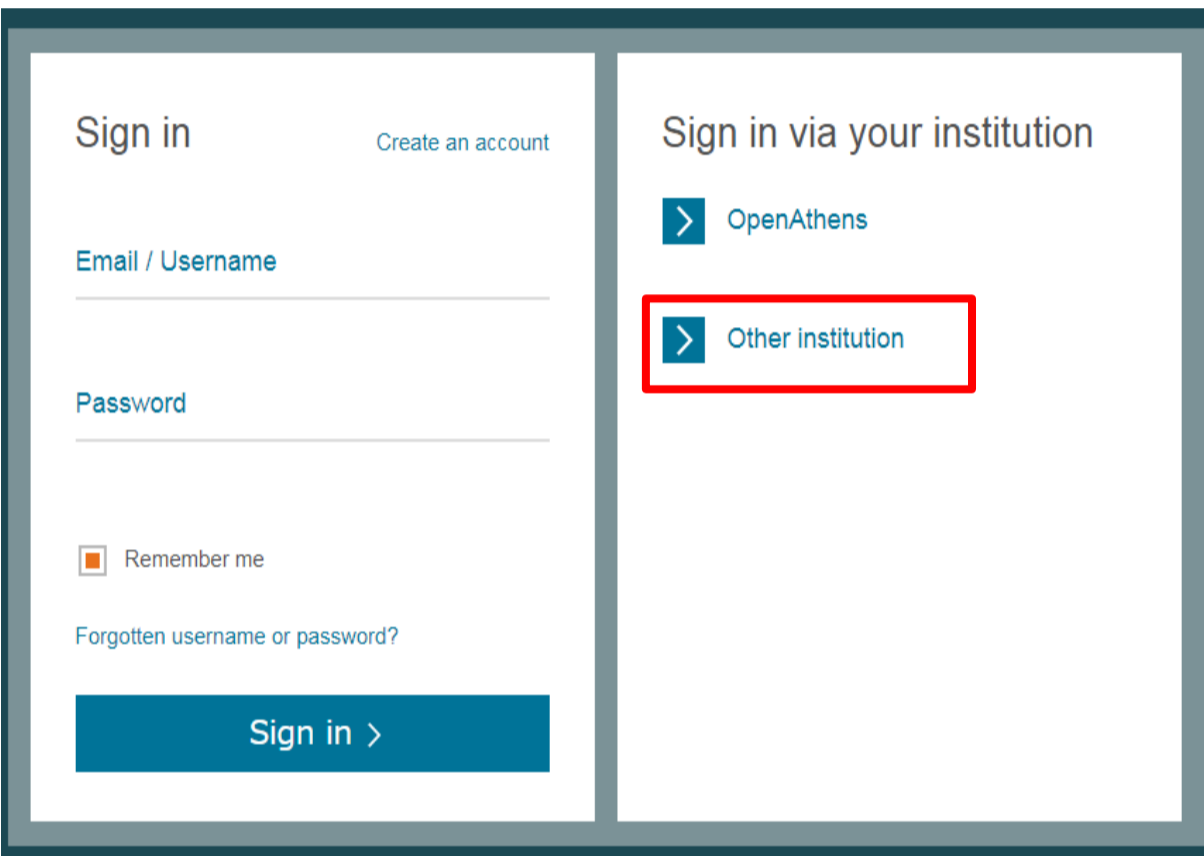 Sign in
Create an account
Email / Username
Password
Remember me
Forgotten username or password?
Sign in
Sign in via your institution
OpenAthens
Other institution